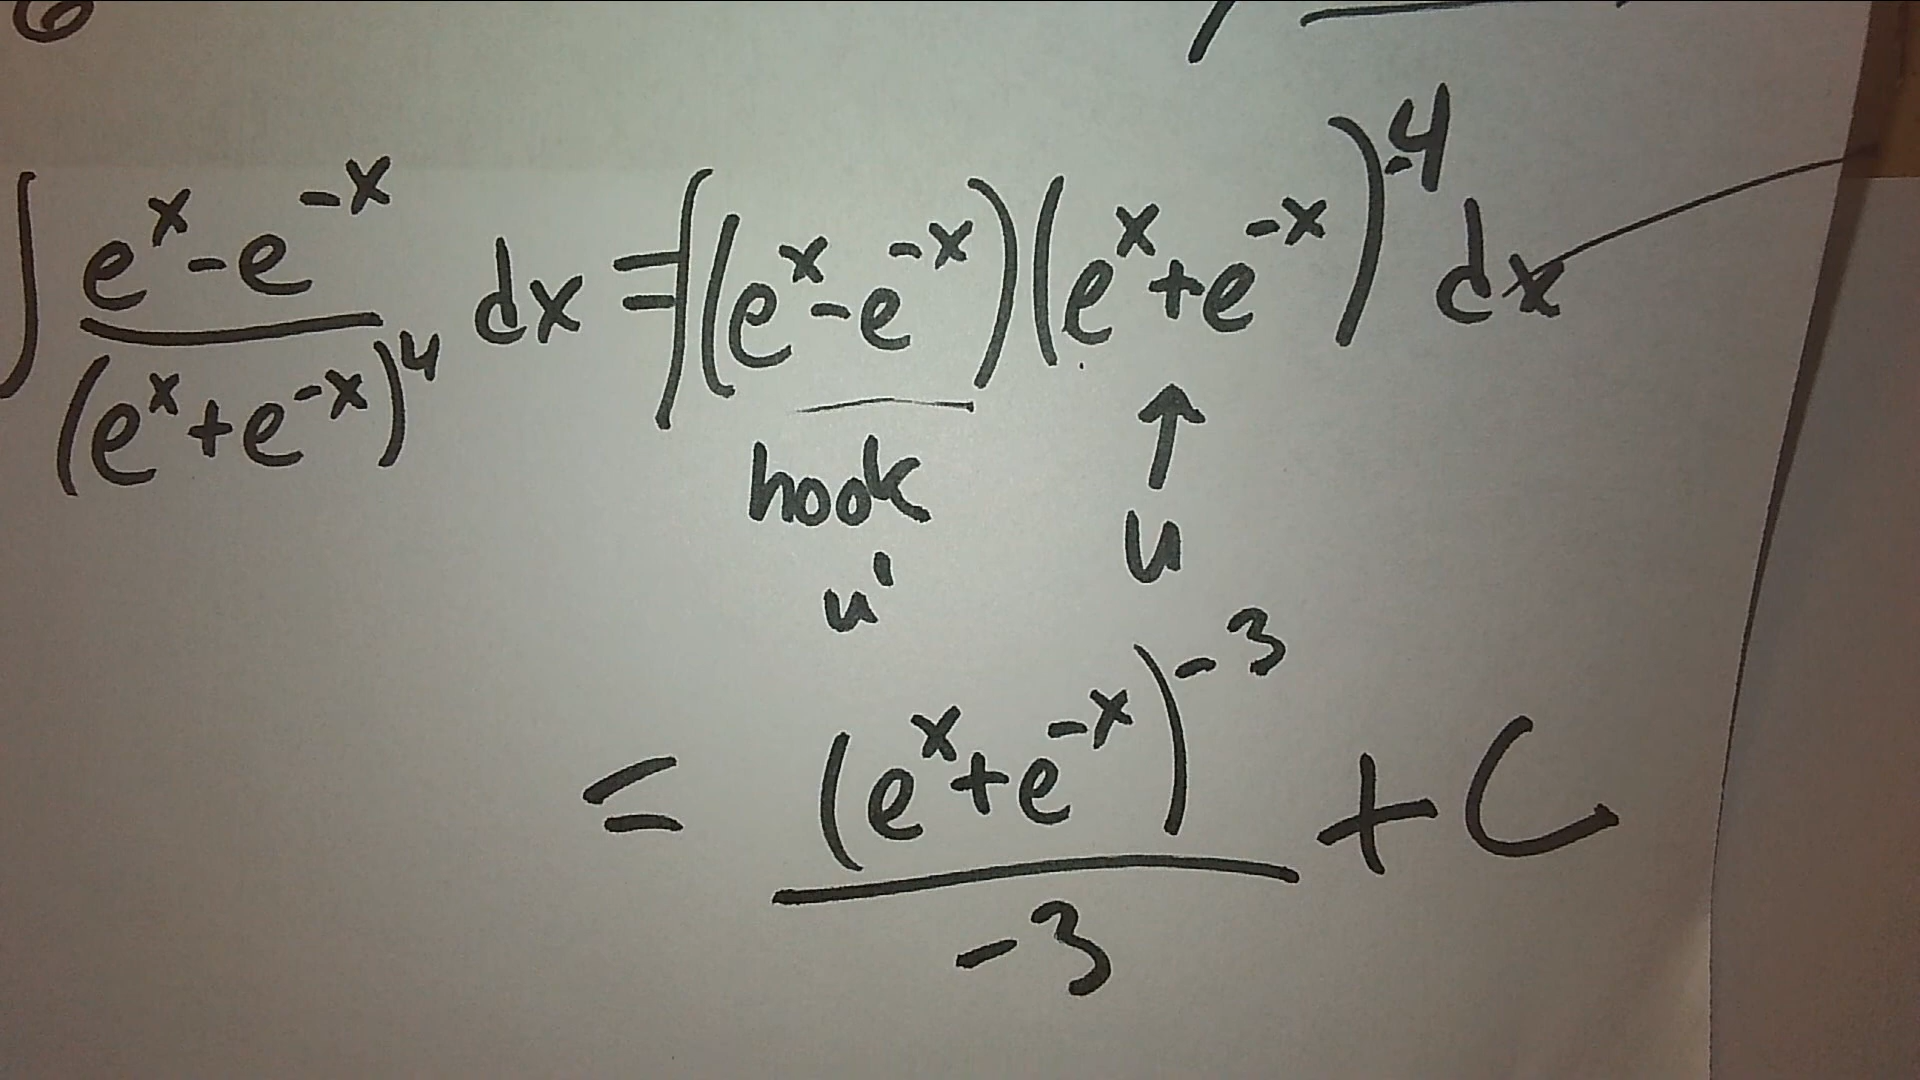 ∫ (e^x - e^-x)/(e^x + e^-x)^4 dx = ∫(e^x - e^-x)(e^x + e^-x)^-4 dx
hook
u' u
= (e^x + e^-x)^-3/-3 + C